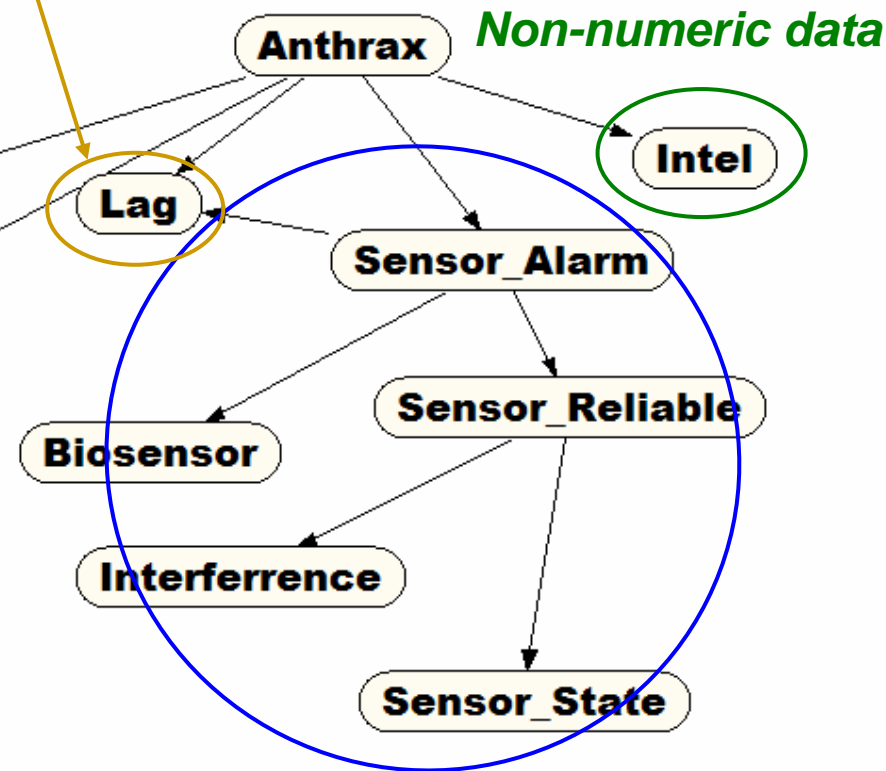 Anthrax
Non-numeric data
Intel
Lag
Sensor_Alarm
Sensor_Reliable
Biosensor
Interferrence
Sensor_State